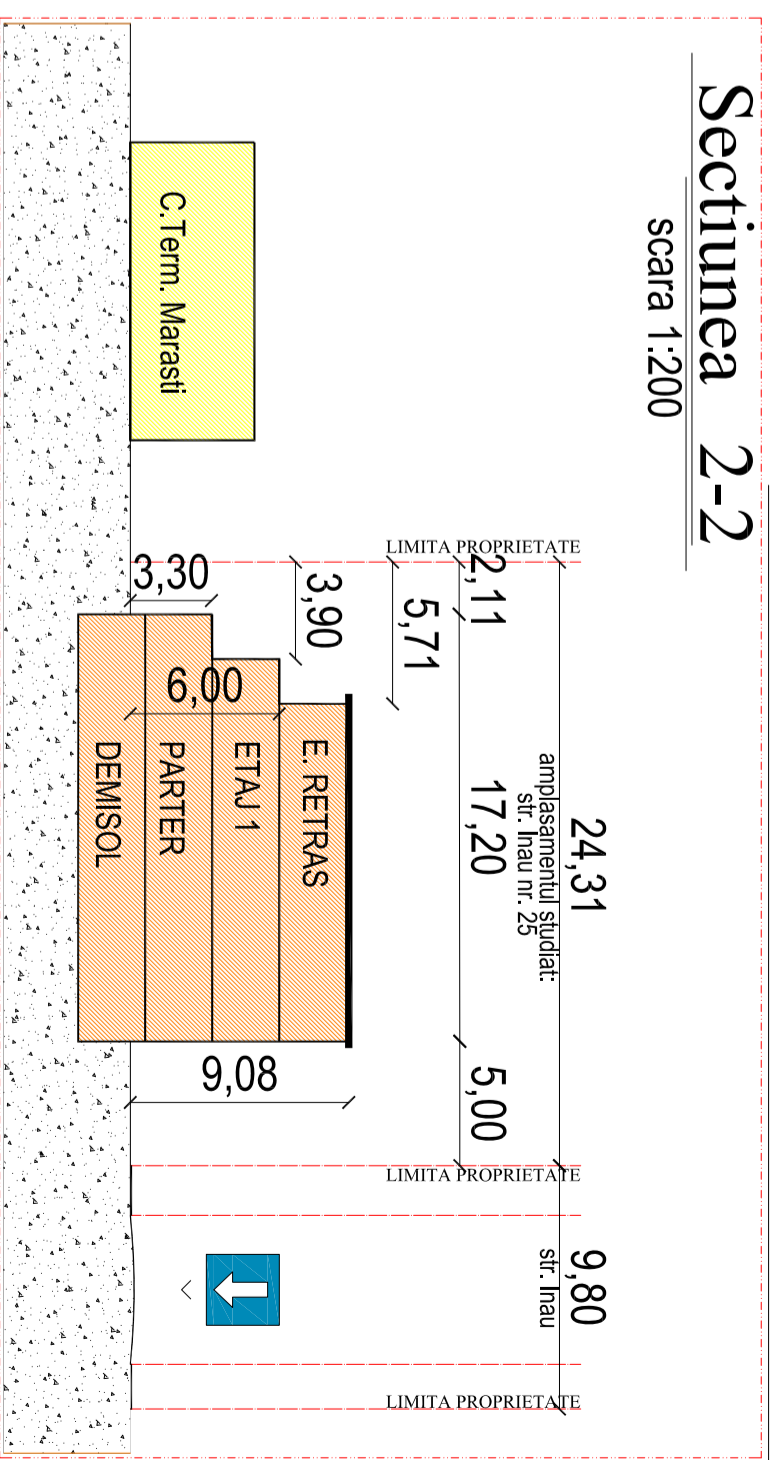 Sectiunea 2-2
scara 1:200
24,31
amplasamentul studiat:
str. Inau nr. 25
9,80
str. Inau
2,11
17,20
5,00
5,71
3,90
LIMITA PROPRIETATE
LIMITA PROPRIETATE
LIMITA PROPRIETATE
C.Term. Marasti
3,30
6,00
9,08
E. RETRAS
ETAJ 1
PARTER
DEMISOL